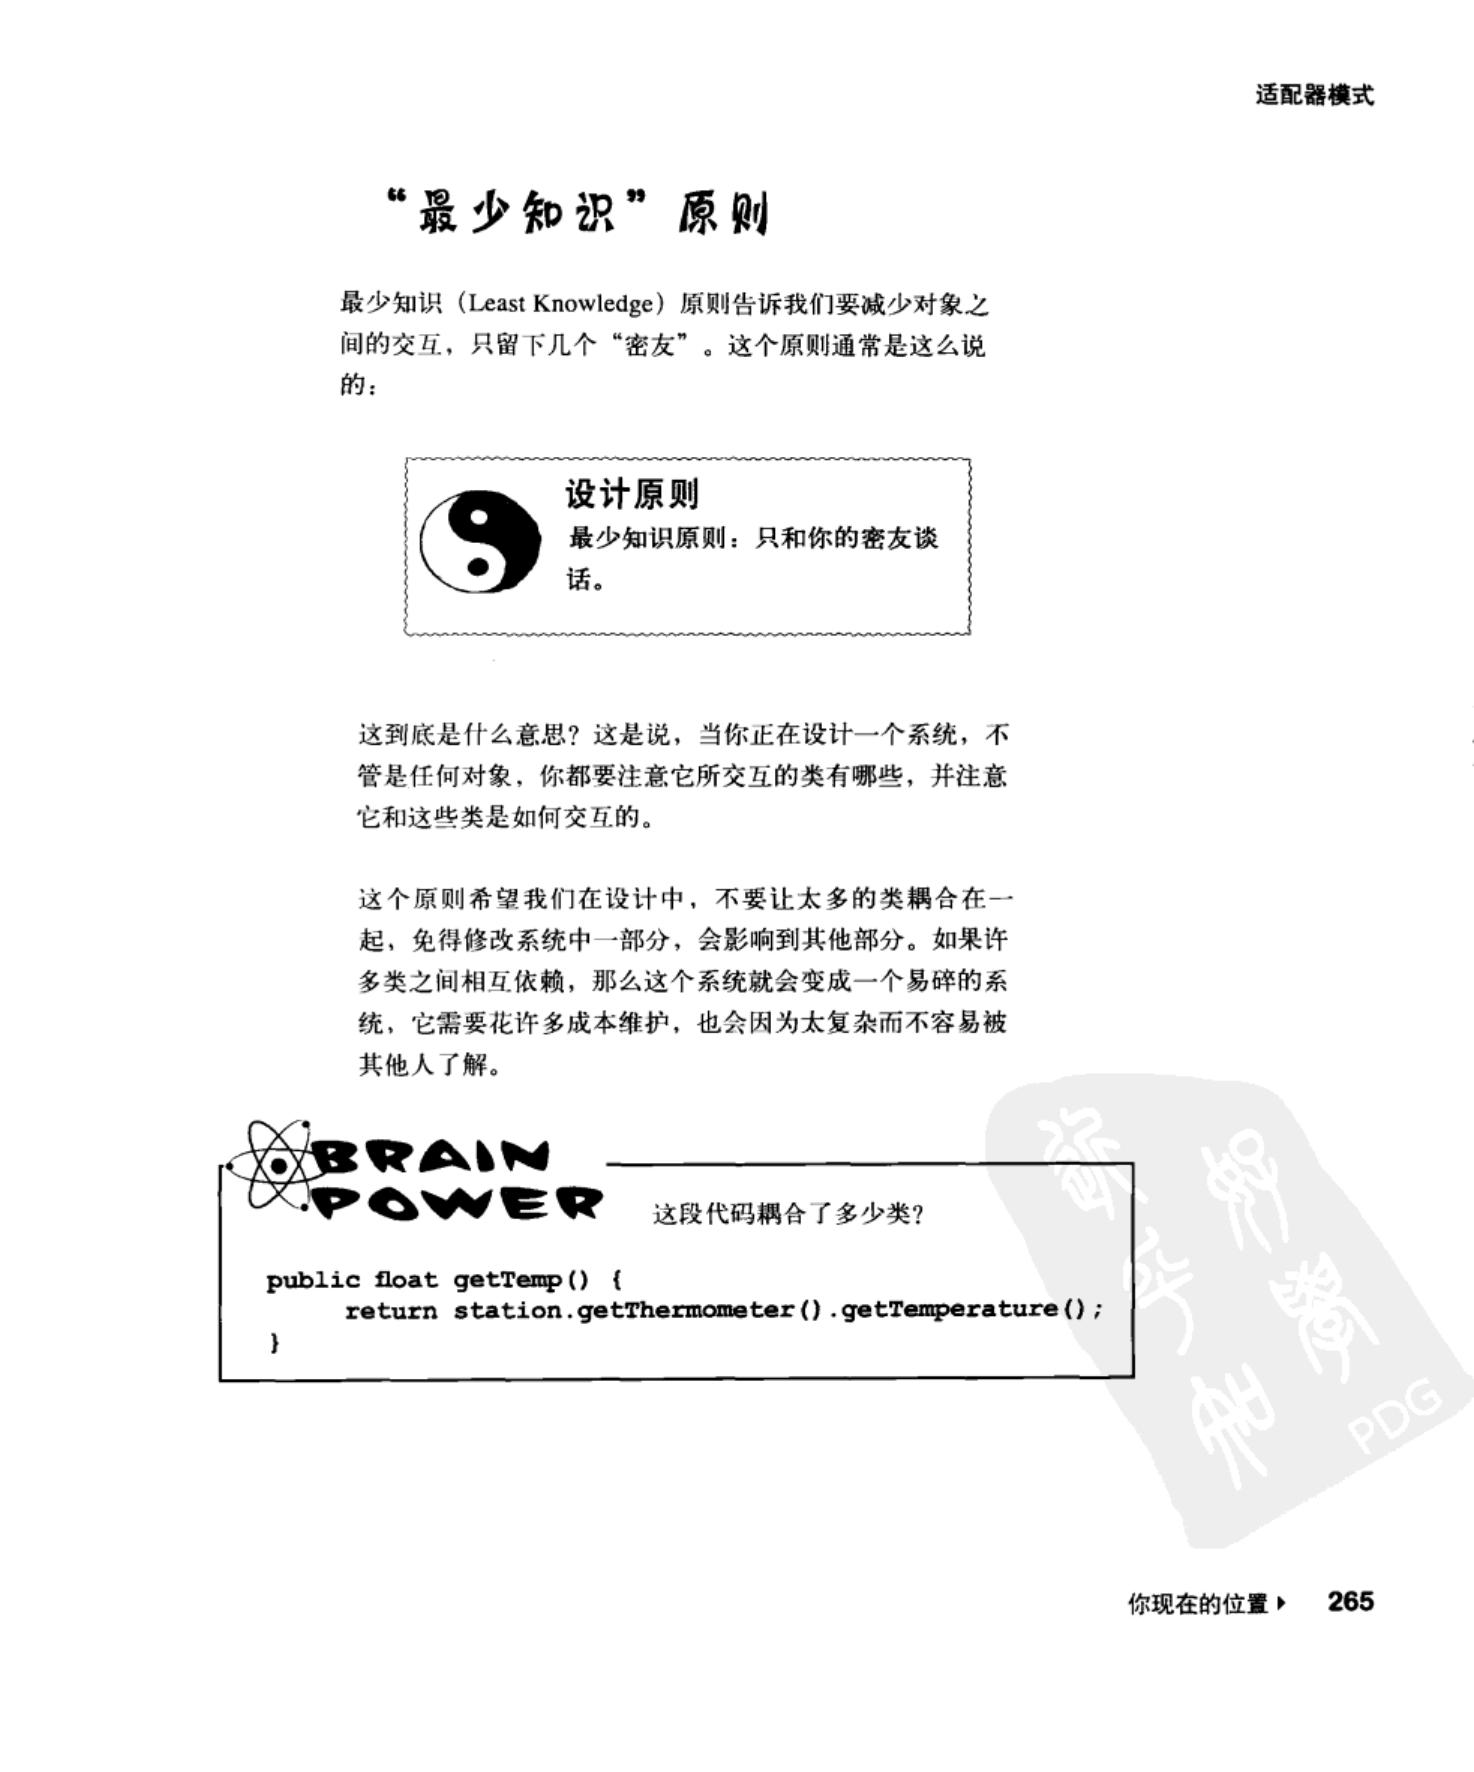 适配器模式
“最少知识”原则
最少知识（Least Knowledge）原则告诉我们要减少对象之
间的交互，只留下几个“密友”。这个原则通常是这么说
的：
设计原则
最少知识原则：只和你的密友谈
话。
这到底是什么意思？这是说，当你正在设计一个系统，不
管是任何对象，你都要注意它所交互的类有哪些，并注意
它和这些类是如何交互的。
这个原则希望我们在设计中，不要让太多的类耦合在一
起，免得修改系统中一部分，会影响到其他部分。如果许
多类之间相互依赖，那么这个系统就会变成一个易碎的系
统，它需要花许多成本维护，也会因为太复杂而不容易被
其他人了解。
BRAIN
POWER
这段代码耦合了多少类？
public float getTemp() {
return station.getThermometer().getTemperature();
}
PDG
你现在的位置▸ 265